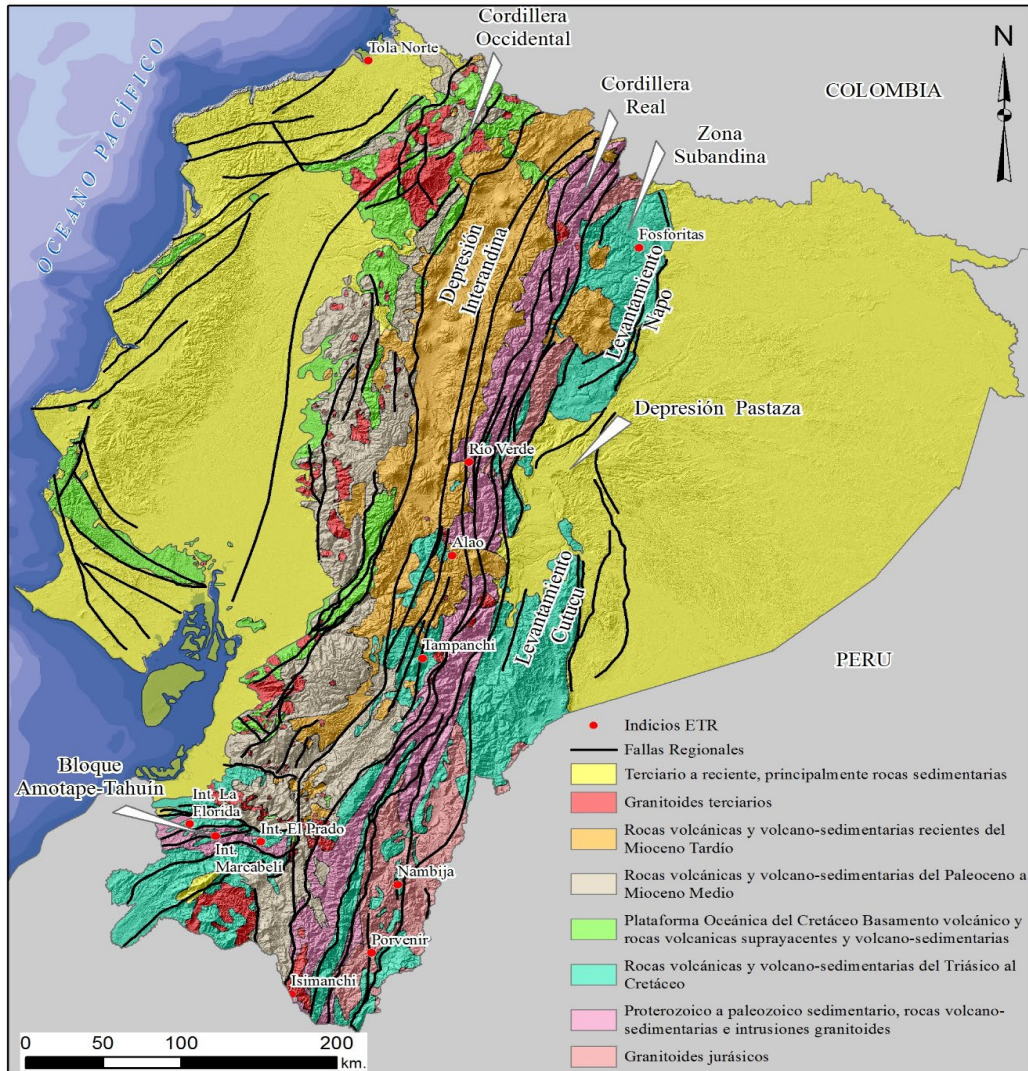 Cordillera
Occidental
Tola Norte
N
Cordillera
Real
COLOMBIA
Zona
Subandina
OCEANO PACÍFICO
Fosforitas
Depresión
Interandina
Levantamiento
Napo
Depresión Pastaza
Río Verde
Alao
Levantamiento
Cutucu
Tampanchi
PERU
Bloque
Amotape-Tahuín
Int. La
Florida
Int. El Prado
Int.
Marcabelí
Nambija
Porvenir
Isimanchi
Indicios ETR
Fallas Regionales
Terciario a reciente, principalmente rocas sedimentarias
Granitoides terciarios
Rocas volcánicas y volcano-sedimentarias recientes del
Mioceno Tardío
Rocas volcánicas y volcano-sedimentarias del Paleoceno a
Mioceno Medio
Plataforma Oceánica del Cretáceo Basamento volcánico y
rocas volcanicas suprayacentes y volcano-sedimentarias
Rocas volcánicas y volcano-sedimentarias del Triásico al
Cretáceo
Proterozoico a paleozoico sedimentario, rocas volcano-
sedimentarias e intrusiones granitoides
Granitoides jurásicos
0 50 100 200
km.